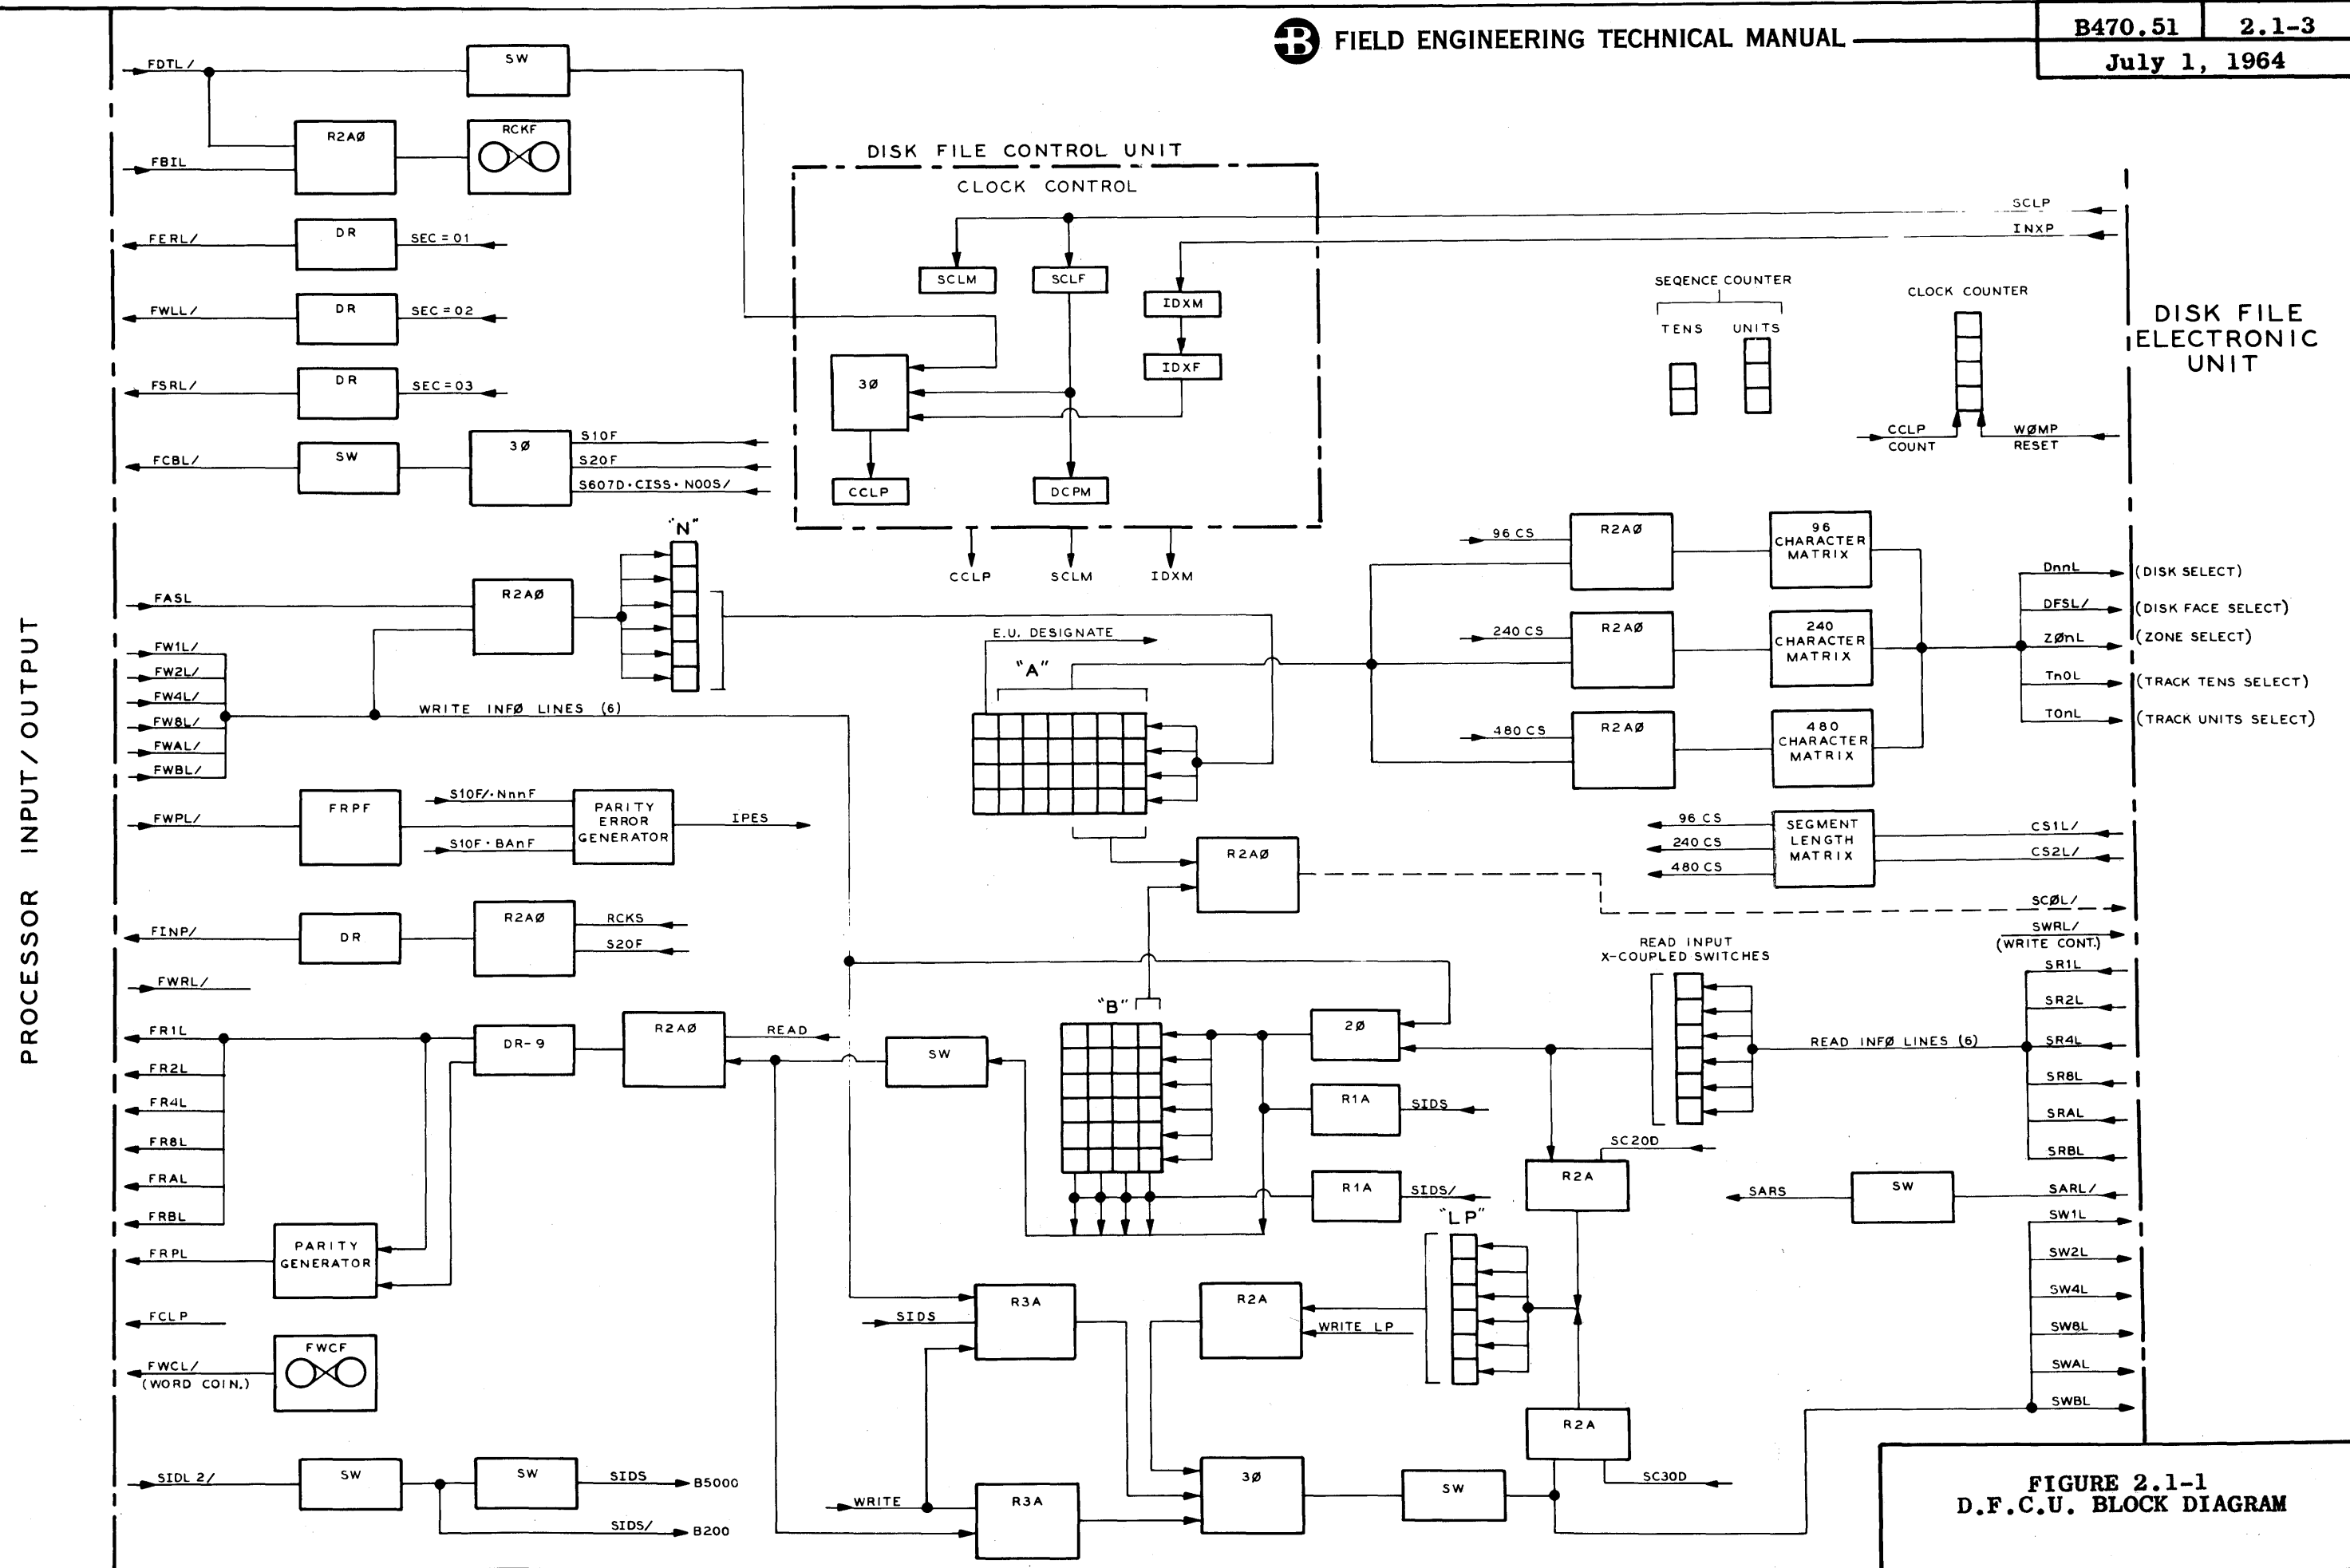 B FIELD ENGINEERING TECHNICAL MANUAL
B470.51
2.1-3
July 1, 1964
PROCESSOR INPUT/OUTPUT
FDTL/
SW
R2AØ
RCKF
FBIL
FERL/
DR
SEC=01
FWLL/
DR
SEC=02
FSRL/
DR
SEC=03
FCBL/
SW
3Ø
S10F
S20F
S607D·CISS·N00S/
DISK FILE CONTROL UNIT
CLOCK CONTROL
SCLM
SCLF
IDXM
IDXF
3Ø
CCLP
DCPM
CCLP
SCLM
IDXM
SCLP
INXP
SEQENCE COUNTER
TENS
UNITS
CLOCK COUNTER
CCLP
COUNT
WØMP
RESET
DISK FILE
ELECTRONIC
UNIT
"N"
FASL
R2AØ
FW1L/
FW2L/
FW4L/
FW8L/
FWAL/
FWBL/
WRITE INFØ LINES (6)
E.U. DESIGNATE
"A"
96 CS
R2AØ
96
CHARACTER
MATRIX
240 CS
R2AØ
240
CHARACTER
MATRIX
480 CS
R2AØ
480
CHARACTER
MATRIX
DnnL
(DISK SELECT)
DFSL/
(DISK FACE SELECT)
ZØnL
(ZONE SELECT)
Tn0L
(TRACK TENS SELECT)
T0nL
(TRACK UNITS SELECT)
FWPL/
FRPF
S10F/·NnnF
S10F·BAnF
PARITY
ERROR
GENERATOR
IPES
R2AØ
96 CS
240 CS
480 CS
SEGMENT
LENGTH
MATRIX
CS1L/
CS2L/
SCØL/
SWRL/
(WRITE CONT.)
FINP/
DR
R2AØ
RCKS
S20F
FWRL/
READ INPUT
X-COUPLED SWITCHES
FR1L
FR2L
FR4L
FR8L
FRAL
FRBL
DR-9
R2AØ
READ
SW
"B"
2Ø
R1A
SIDS
R1A
SIDS/
READ INFØ LINES (6)
SR1L
SR2L
SR4L
SR8L
SRAL
SRBL
SC20D
R2A
SARS
SW
SARL/
FRPL
PARITY
GENERATOR
FCLP
FWCL/
(WORD COIN.)
FWCF
"LP"
SIDS
R3A
R2A
WRITE LP
SW1L
SW2L
SW4L
SW8L
SWAL
SWBL
R2A
SC30D
SIDL 2/
SW
SW
SIDS
B5000
SIDS/
B200
WRITE
R3A
3Ø
SW
FIGURE 2.1-1
D.F.C.U. BLOCK DIAGRAM